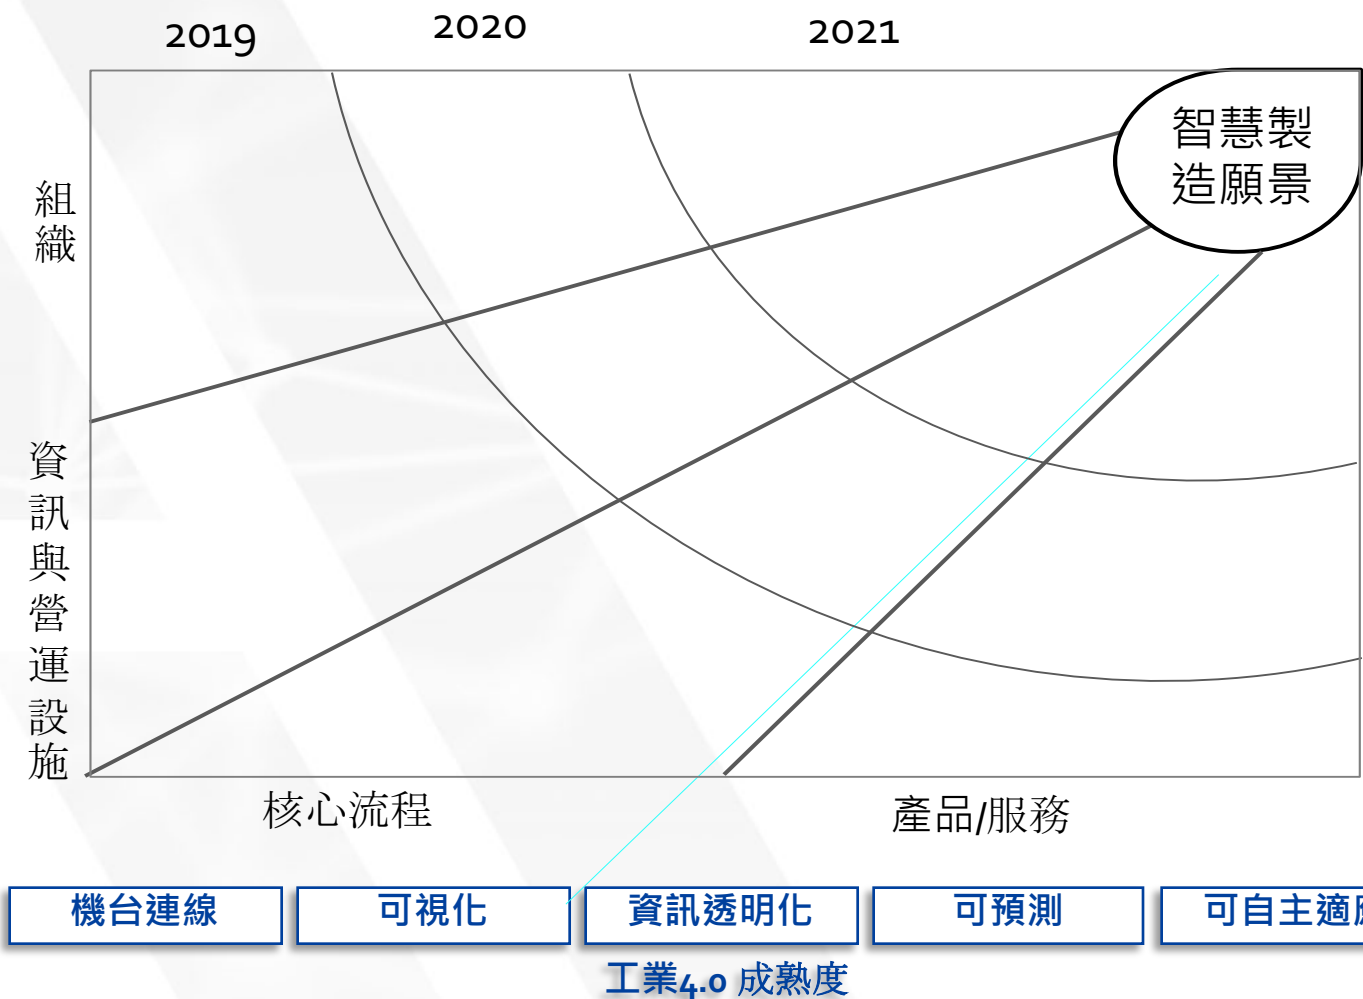 2019
2020
2021
智慧製
造願景
組織
資訊與營運設施
核心流程
產品/服務
機台連線
可視化
資訊透明化
可預測
可自主適
工業4.0 成熟度